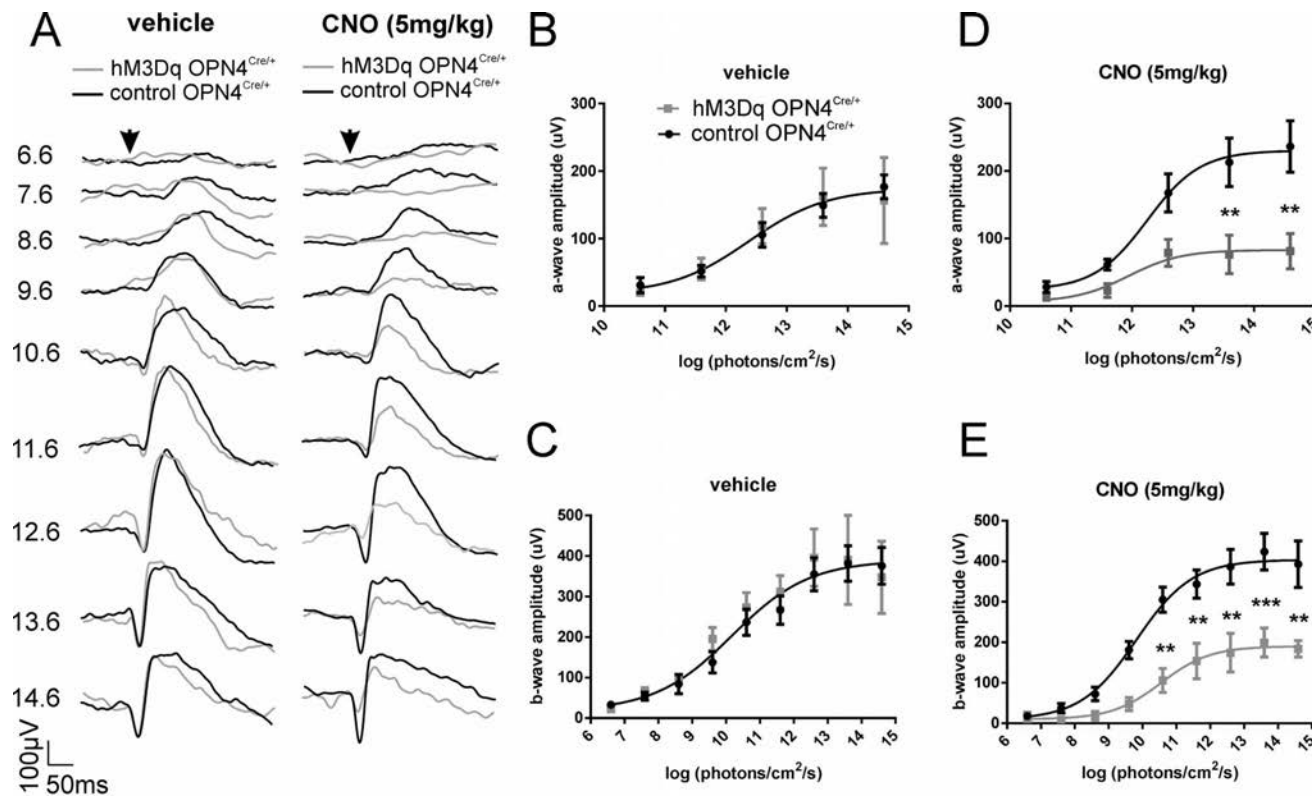 A
vehicle
CNO (5mg/kg)
hM3Dq OPN4Cre/+
control OPN4Cre/+
hM3Dq OPN4Cre/+
control OPN4Cre/+
6.6
7.6
8.6
9.6
10.6
11.6
12.6
13.6
14.6
100µV
50ms
B
vehicle
hM3Dq OPN4Cre/+
control OPN4Cre/+
a-wave amplitude (uV)
300
200
100
0
10 11 12 13 14 15
log (photons/cm2/s)
C
vehicle
b-wave amplitude (uV)
500
400
300
200
100
0
6 7 8 9 10 11 12 13 14 15
log (photons/cm2/s)
D
CNO (5mg/kg)
a-wave amplitude (uV)
300
200
100
0
** **
10 11 12 13 14 15
log (photons/cm2/s)
E
CNO (5mg/kg)
b-wave amplitude (uV)
500
400
300
200
100
0
** ** ** *** **
6 7 8 9 10 11 12 13 14 15
log (photons/cm2/s)